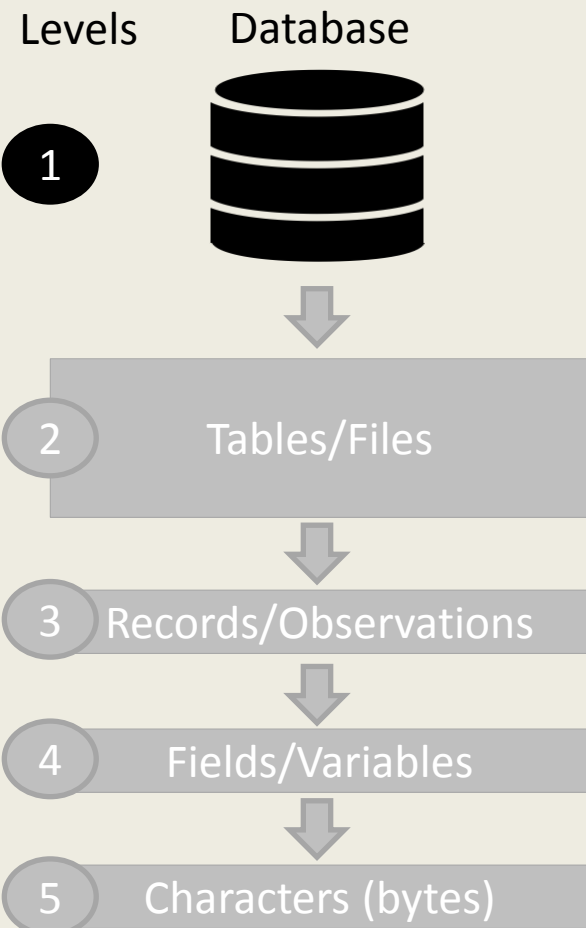 Levels Database
1
2 Tables/Files
3 Records/Observations
4 Fields/Variables
5 Characters (bytes)